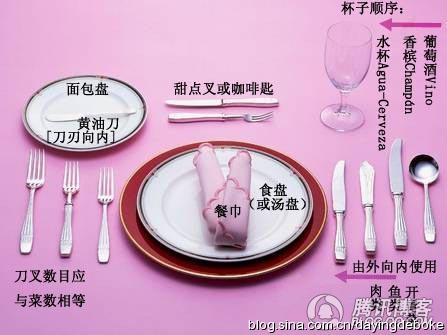 杯子顺序:
葡萄酒Vino
香槟Champón
水杯Agua-Cerveza
甜点叉或咖啡匙
面包盘
黄油刀
[刀刃向内]
食盘
(或汤盘)
餐巾
刀叉数目应
与菜数相等
由外向内使用
肉 鱼 开
腾讯博客
BLOG.QQ.COM
blog.sina.com.cn/dayingdeboke